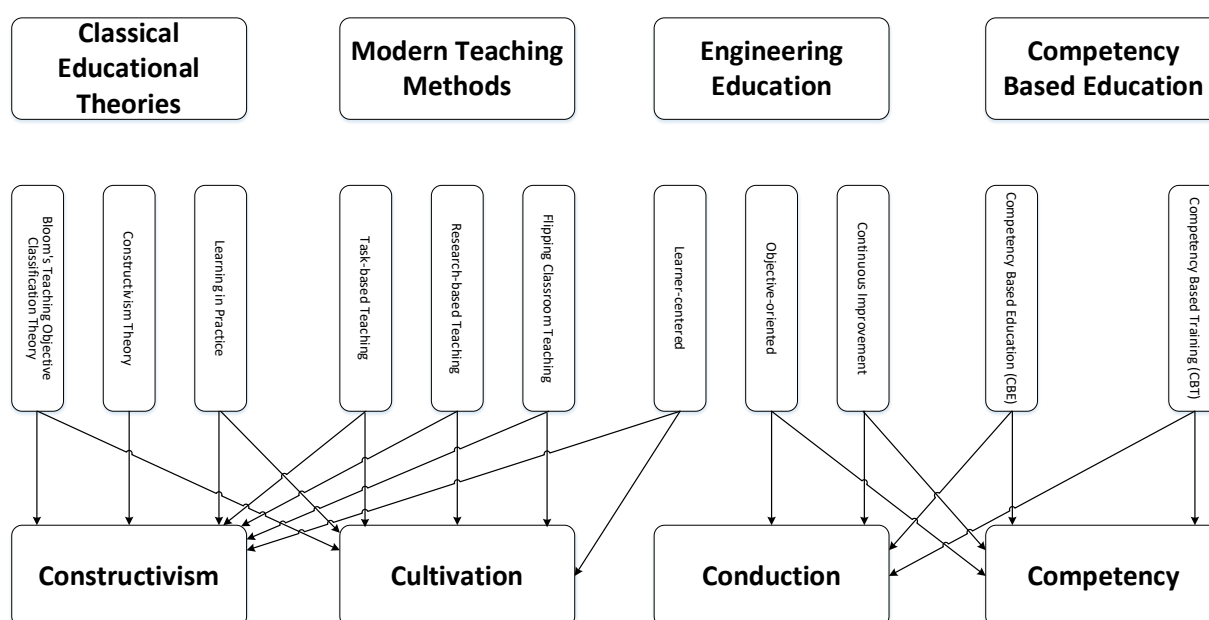 Classical
Educational
Theories
Modern Teaching
Methods
Engineering
Education
Competency
Based Education
Bloom's Teaching Objective
Classification Theory
Constructivism Theory
Learning in Practice
Task-based Teaching
Research-based Teaching
Flipping Classroom Teaching
Learner-centered
Objective-oriented
Continuous Improvement
Competency Based Education (CBE)
Competency Based Training (CBT)
Constructivism
Cultivation
Conduction
Competency